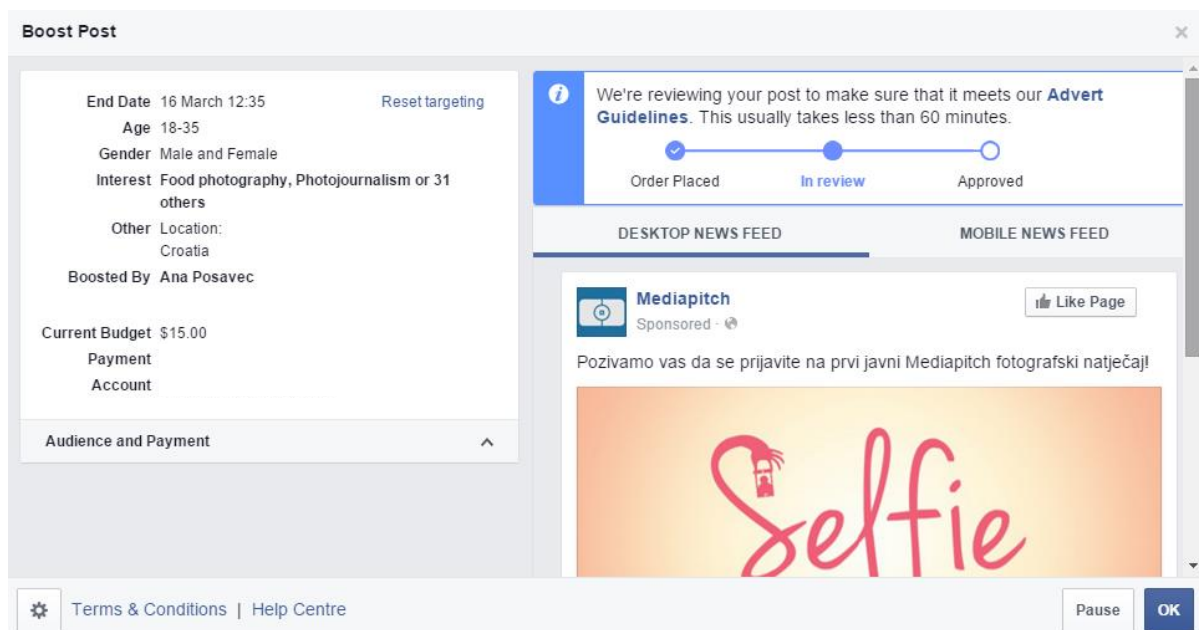 Boost Post
End Date 16 March 12:35 Reset targeting
Age 18-35
Gender Male and Female
Interest Food photography, Photojournalism or 31
others
Other Location:
Croatia
Boosted By Ana Posavec
Current Budget $15.00
Payment
Account
Audience and Payment
We're reviewing your post to make sure that it meets our Advert
Guidelines. This usually takes less than 60 minutes.
Order Placed In review Approved
DESKTOP NEWS FEED MOBILE NEWS FEED
Mediapitch
Like Page
Sponsored ·
Pozivamo vas da se prijavite na prvi javni Mediapitch fotografski natječaj!
Selfie
Terms & Conditions | Help Centre
Pause OK